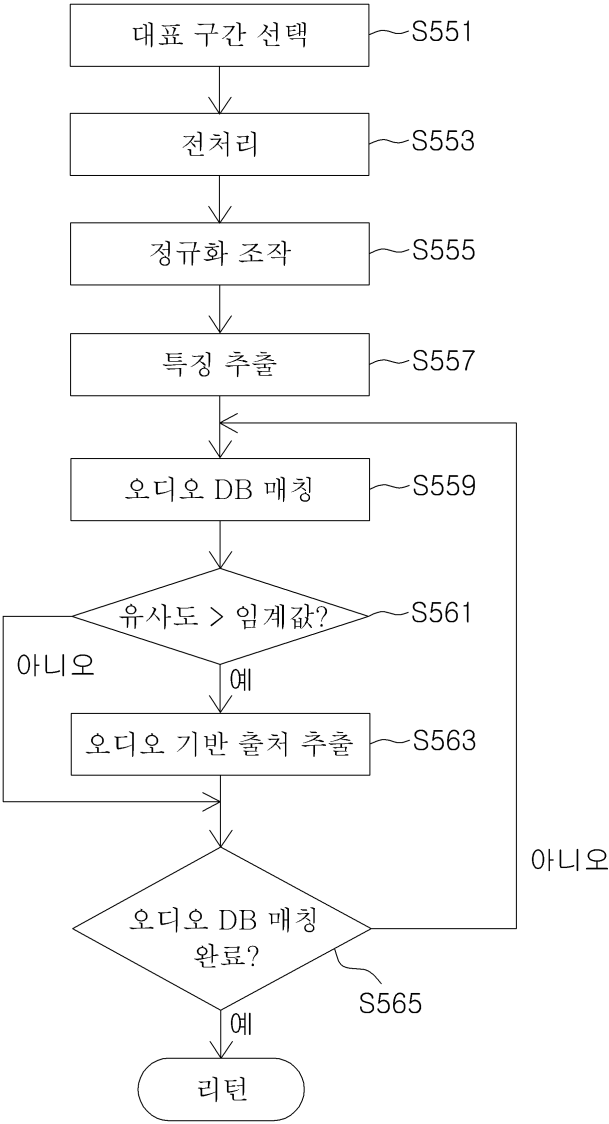 대표 구간 선택
S551
전처리
S553
정규화 조작
S555
특징 추출
S557
오디오 DB 매칭
S559
유사도 > 임계값?
S561
아니오
예
오디오 기반 출처 추출
S563
아니오
오디오 DB 매칭
완료?
S565
예
리턴